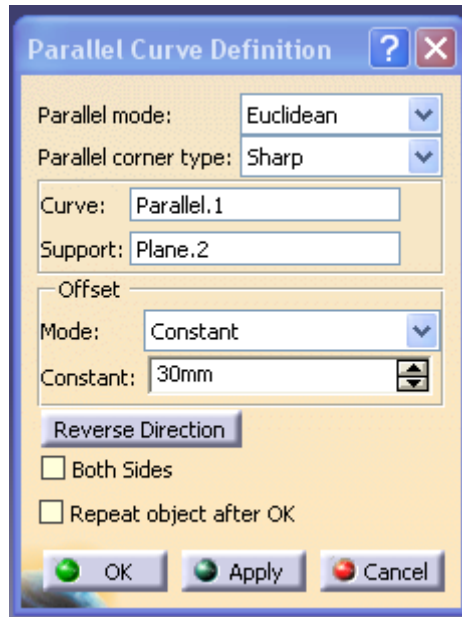 Parallel Curve Definition ? X
Parallel mode: Euclidean
Parallel corner type: Sharp
Curve: Parallel.1
Support: Plane.2
Offset
Mode: Constant
Constant: 30mm
Reverse Direction
Both Sides
Repeat object after OK
OK Apply Cancel